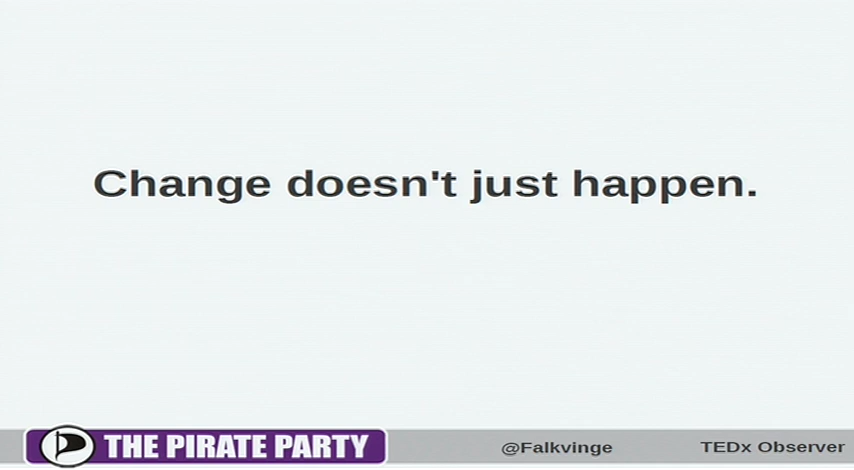 Change doesn't just happen.
THE PIRATE PARTY
@Falkvinge
TEDx Observer